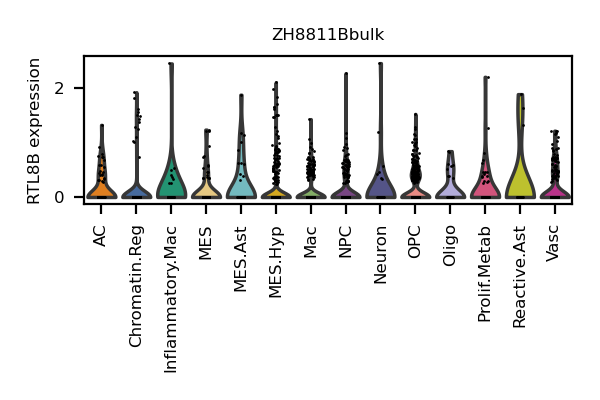 ZH8811Bbulk
RTL8B expression
2
0
AC
Chromatin.Reg
Inflammatory.Mac
MES
MES.Ast
MES.Hyp
Mac
NPC
Neuron
OPC
Oligo
Prolif.Metab
Reactive.Ast
Vasc